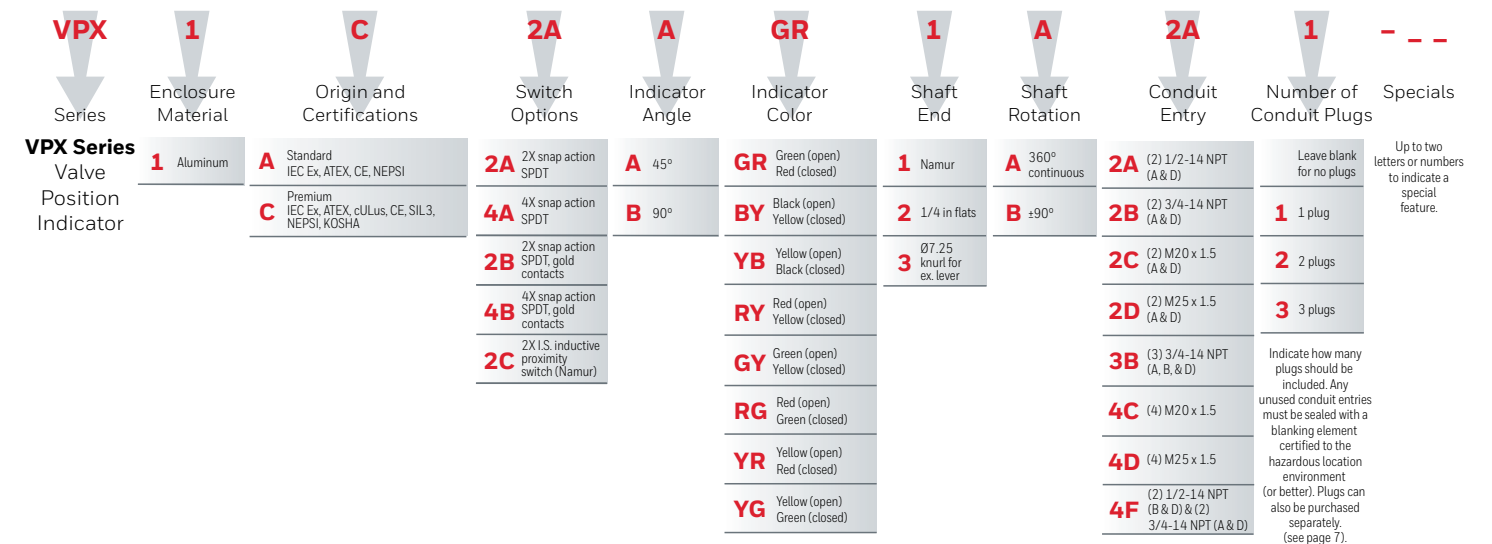 VPX 1 C 2A A GR 1 A 2A 1 – _ _
Series
Enclosure
Material
Origin and
Certifications
Switch
Options
Indicator
Angle
Indicator
Color
Shaft
End
Shaft
Rotation
Conduit
Entry
Number of
Conduit Plugs
Specials
VPX Series
Valve
Position
Indicator
1 Aluminum
A Standard
IEC Ex, ATEX, CE, NEPSI
C Premium
IEC Ex, ATEX, cULus, CE, SIL3,
NEPSI, KOSHA
2A 2X snap action
SPDT
4A 4X snap action
SPDT
2B 2X snap action
SPDT, gold
contacts
4B 4X snap action
SPDT, gold
contacts
2C 2X I.S. inductive
proximity
switch (Namur)
A 45°
B 90°
GR Green (open)
Red (closed)
BY Black (open)
Yellow (closed)
YB Yellow (open)
Black (closed)
RY Red (open)
Yellow (closed)
GY Green (open)
Yellow (closed)
RG Red (open)
Green (closed)
YR Yellow (open)
Red (closed)
YG Yellow (open)
Green (closed)
1 Namur
2 1/4 in flats
3 Ø7.25
knurl for
ex. lever
A 360°
continuous
B ±90°
2A (2) 1/2-14 NPT
(A & D)
2B (2) 3/4-14 NPT
(A & D)
2C (2) M20 x 1.5
(A & D)
2D (2) M25 x 1.5
(A & D)
3B (3) 3/4-14 NPT
(A, B, & D)
4C (4) M20 x 1.5
4D (4) M25 x 1.5
4F (2) 1/2-14 NPT
(B & D) & (2)
3/4-14 NPT (A & D)
Leave blank
for no plugs
1 1 plug
2 2 plugs
3 3 plugs
Indicate how many
plugs should be
included. Any
unused conduit entries
must be sealed with a
blanking element
certified to the
hazardous location
environment
(or better). Plugs can
also be purchased
separately.
(see page 7).
Up to two
letters or numbers
to indicate a
special
feature.